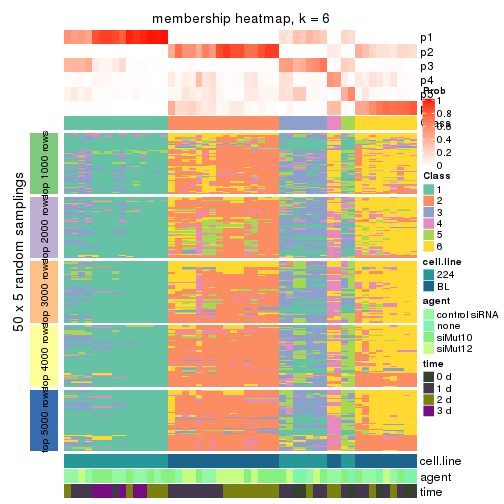 membership heatmap, k = 6
p1
p2
p3
p4
p5
Prob
1
0.8
0.6
0.4
0.2
0
Class
1
2
3
4
5
6
cell.line
224
BL
agent
control siRNA
none
siMut10
siMut12
time
0 d
1 d
2 d
3 d
50 x 5 random samplings
top 1000 rows
top 2000 rows
top 3000 rows
top 4000 rows
top 5000 rows
cell.line
agent
time